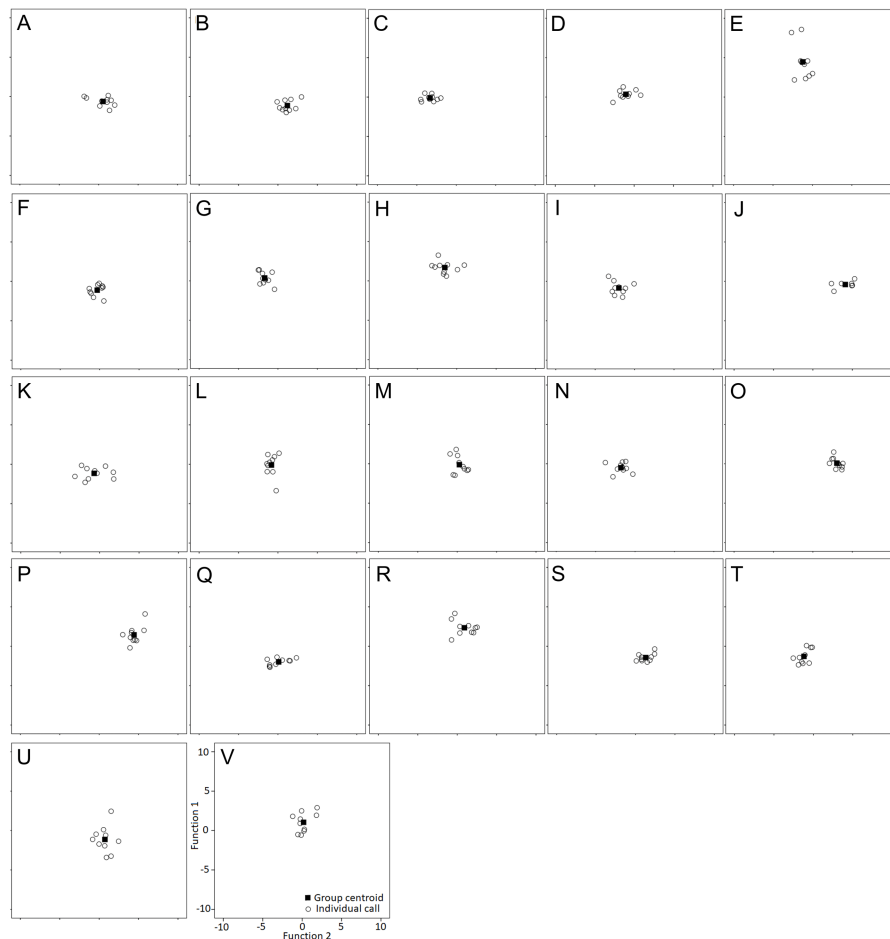 A B C D E
F G H I J
K L M N O
P Q R S T
U V
10
5
0
-5
-10
Function 1
■ Group centroid
○ Individual call
-10 -5 0 5 10
Function 2